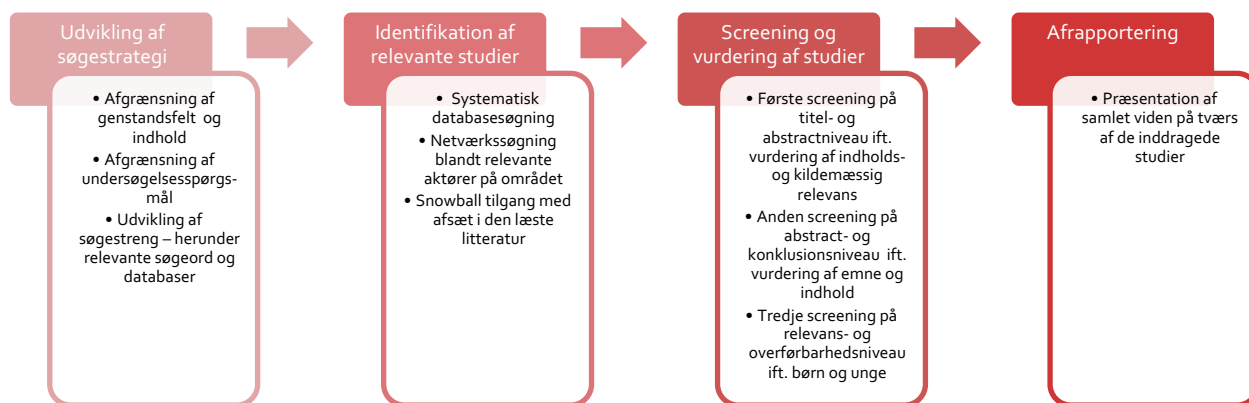 Udvikling af
søgestrategi
• Afgrænsning af
genstandsfelt og
indhold
• Afgrænsning af
undersøgelsesspørgs-
mål
• Udvikling af
søgestreng – herunder
relevante søgeord og
databaser
Identifikation af
relevante studier
• Systematisk
databasesøgning
• Netværkssøgning
blandt relevante
aktører på området
• Snowball tilgang med
afsæt i den læste
litteratur
Screening og
vurdering af studier
• Første screening på
titel- og
abstractniveau ift.
vurdering af indholds-
og kildemæssig
relevans
• Anden screening på
abstract- og
konklusionsniveau ift.
vurdering af emne og
indhold
• Tredje screening på
relevans- og
overførbarhedsniveau
ift. børn og unge
Afrapportering
• Præsentation af
samlet viden på tværs
af de inddragede
studier